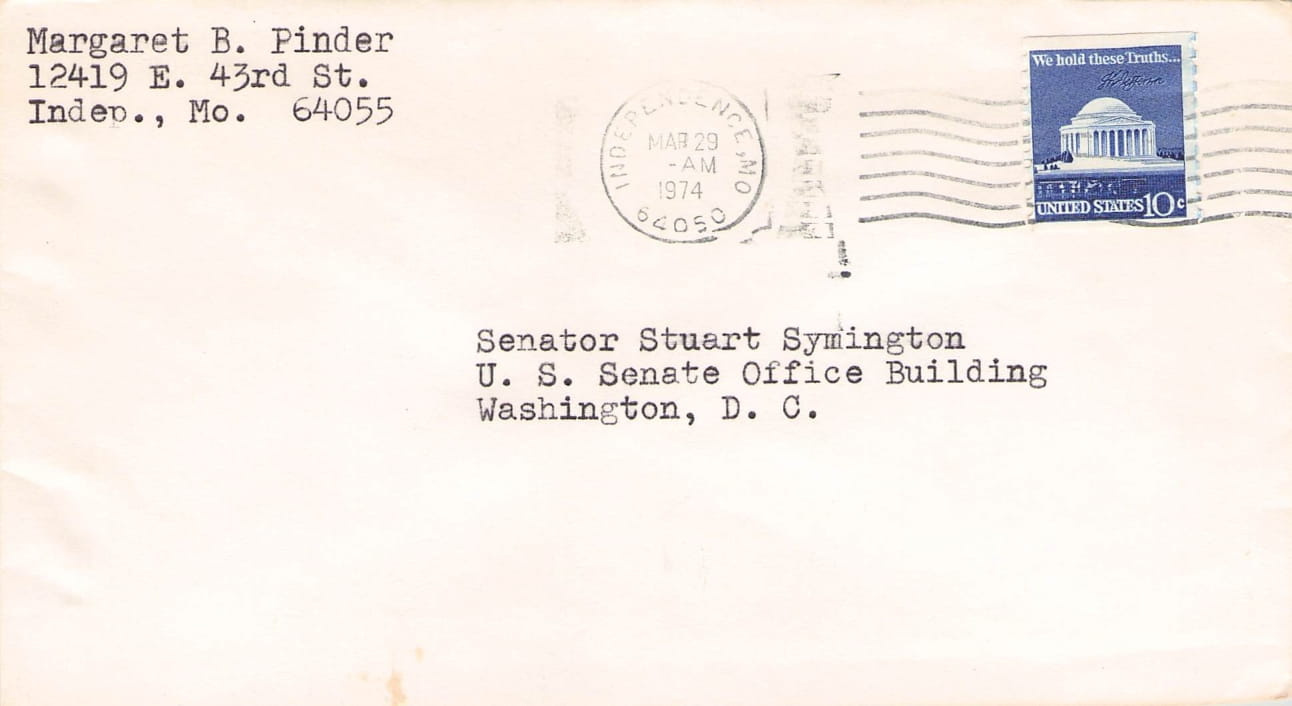 Margaret B. Pinder
12419 E. 43rd St.
Indep., Mo. 64055
INDEPENDENCE, MO
MAR 29
-AM
1974
64050
We hold these Truths...
UNITED STATES 10c
Senator Stuart Symington
U. S. Senate Office Building
Washington, D. C.